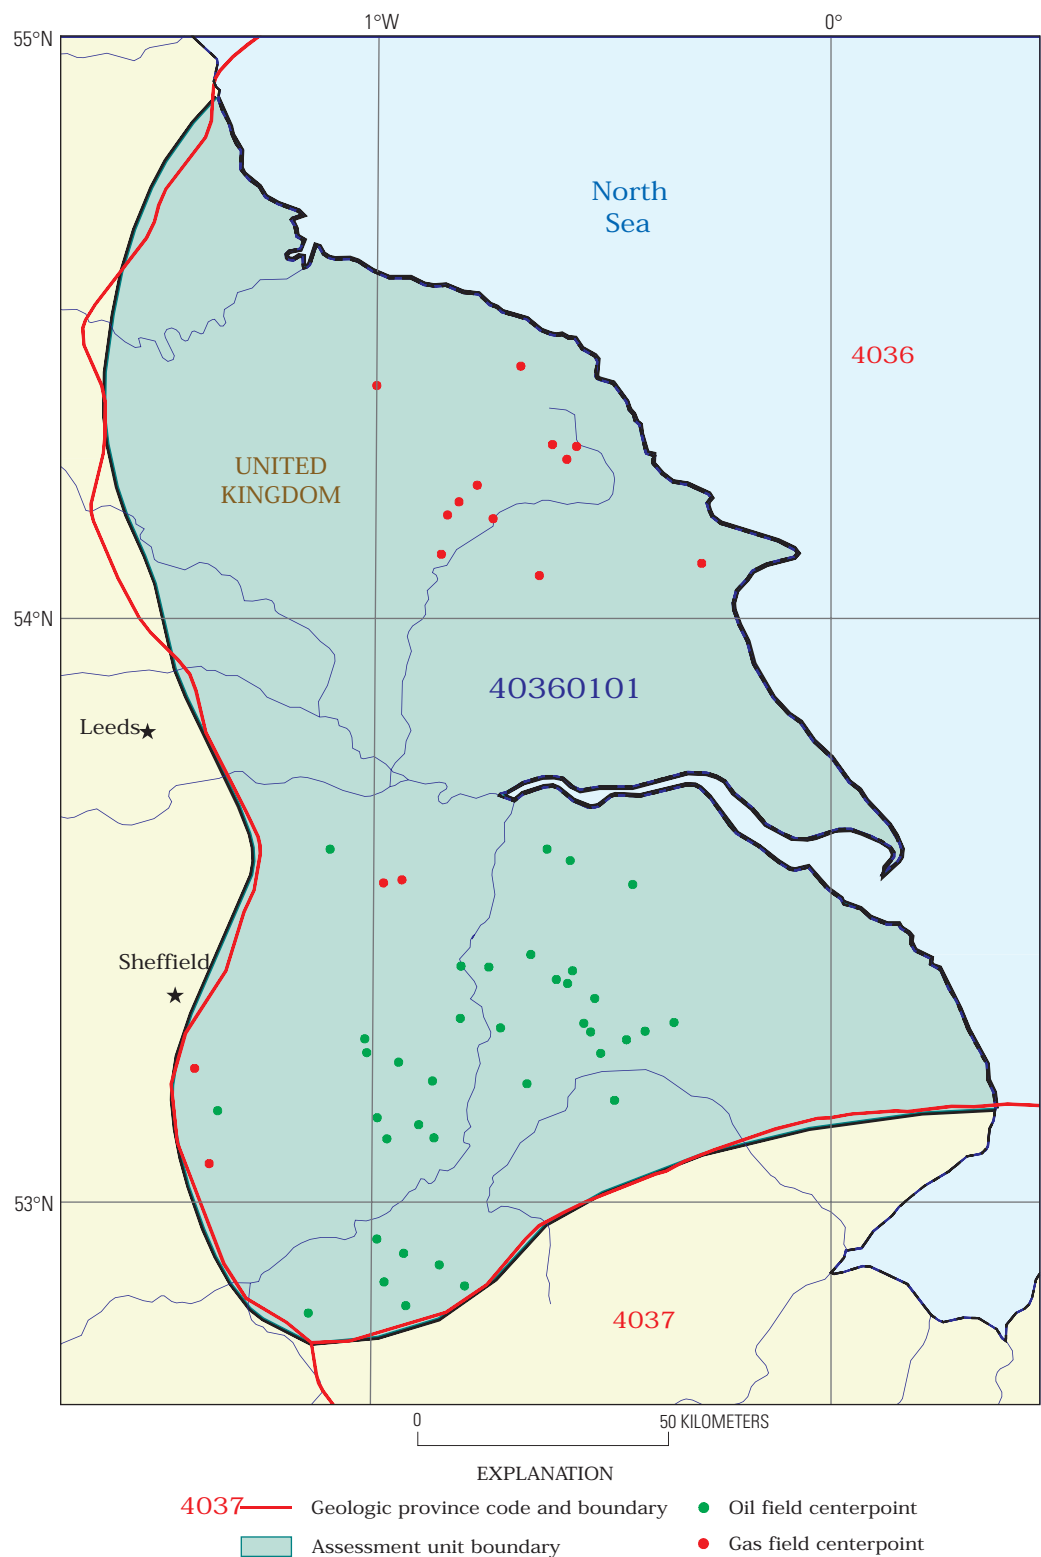 1°W 0°
55°N
North
Sea
4036
UNITED
KINGDOM
54°N
40360101
Leeds
Sheffield
53°N
4037
0 50 KILOMETERS
EXPLANATION
4037 Geologic province code and boundary
Oil field centerpoint
Assessment unit boundary
Gas field centerpoint